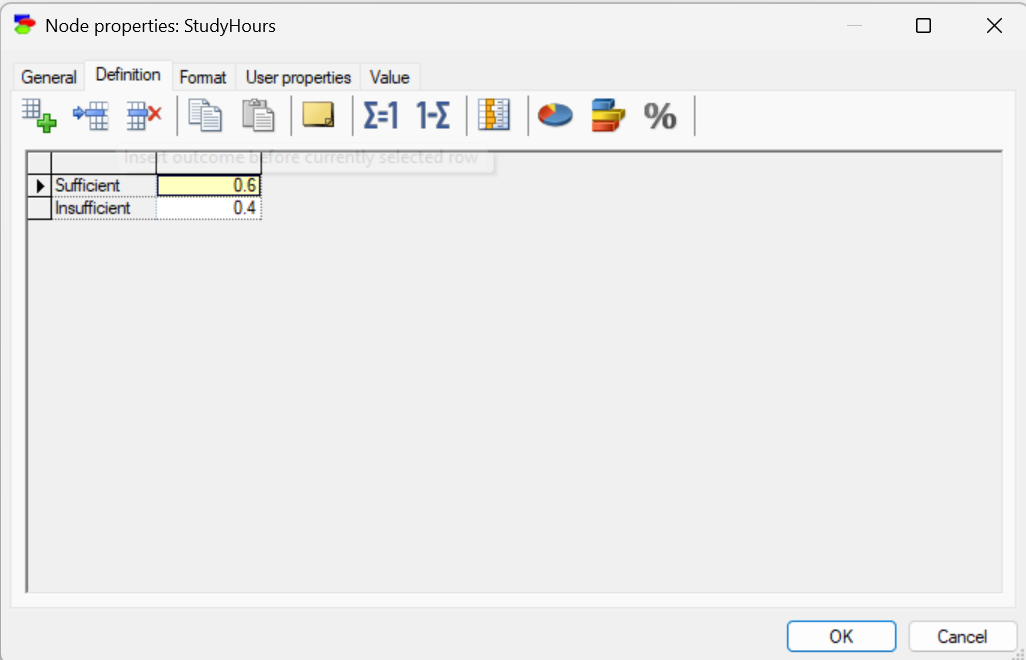 Node properties: StudyHours
General Definition Format User properties Value
Σ=1 1-Σ %
Insert outcome before currently selected row
Sufficient 0.6
Insufficient 0.4
OK Cancel